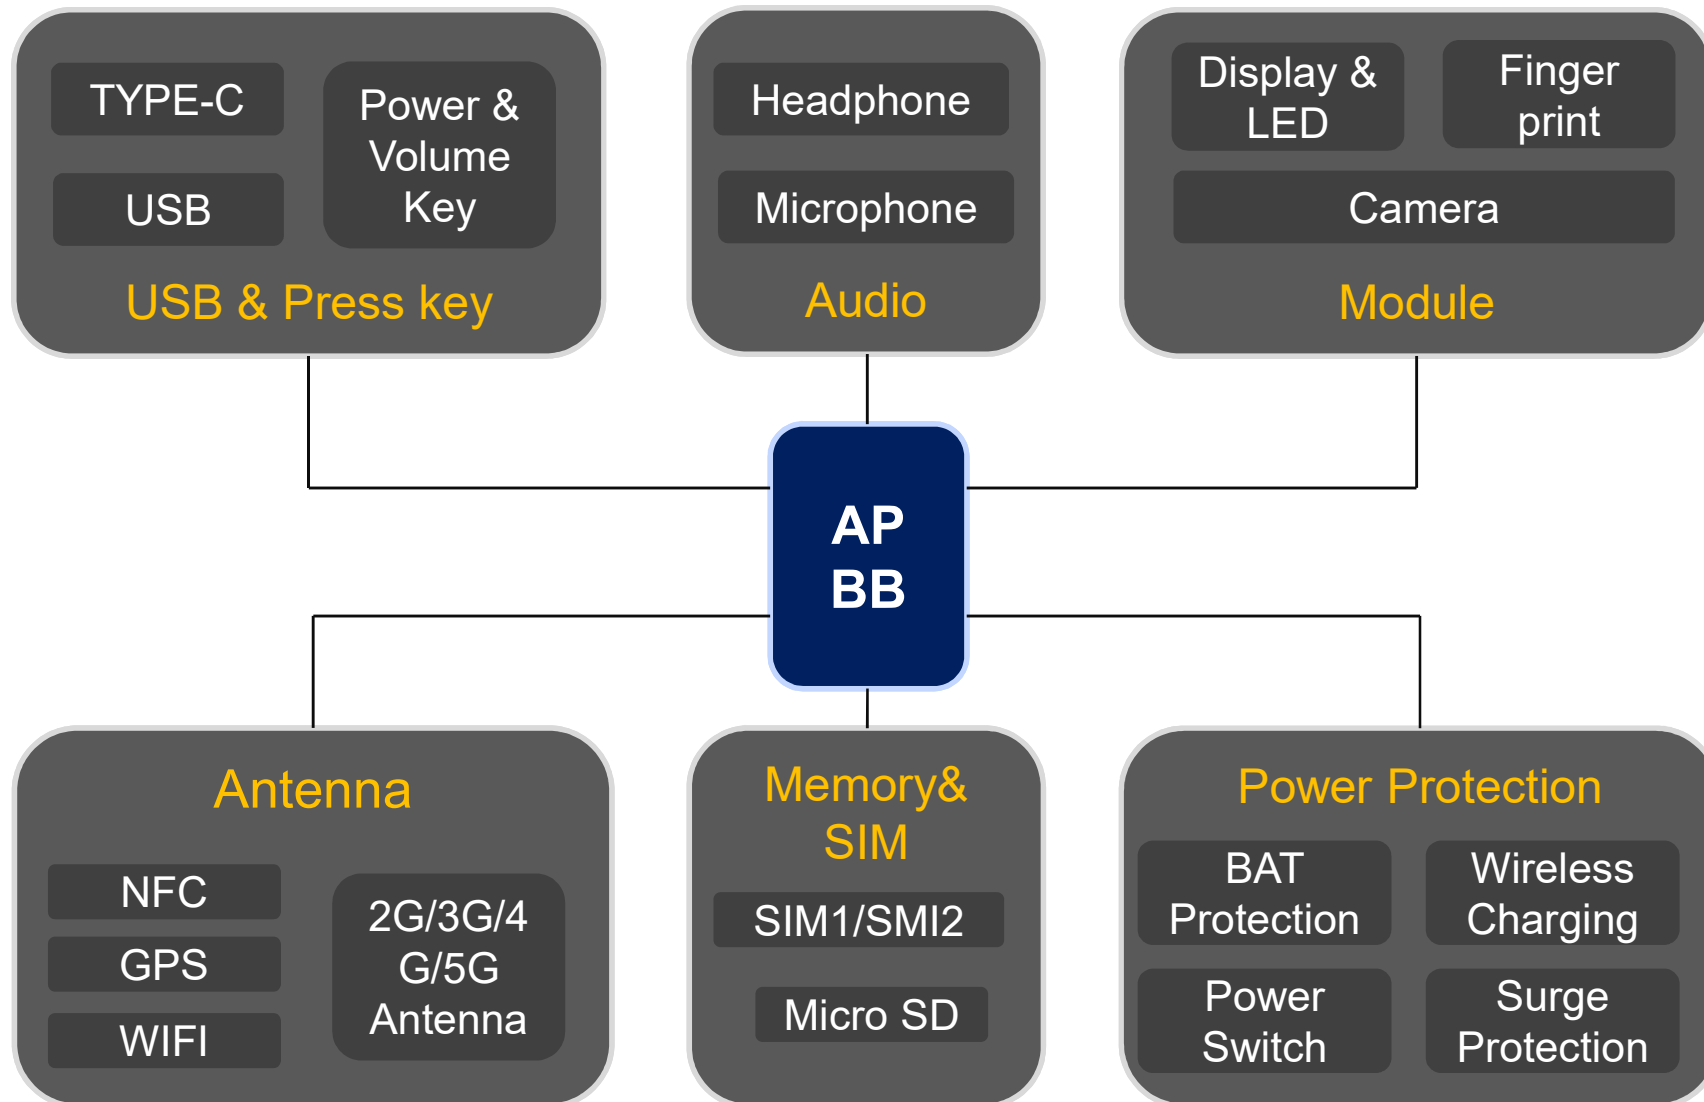 TYPE-C
USB
Power &
Volume
Key
USB & Press key
Headphone
Microphone
Audio
Display &
LED
Finger
print
Camera
Module
AP
BB
Antenna
NFC
GPS
WIFI
2G/3G/4
G/5G
Antenna
Memory&
SIM
SIM1/SMI2
Micro SD
Power Protection
BAT
Protection
Wireless
Charging
Power
Switch
Surge
Protection